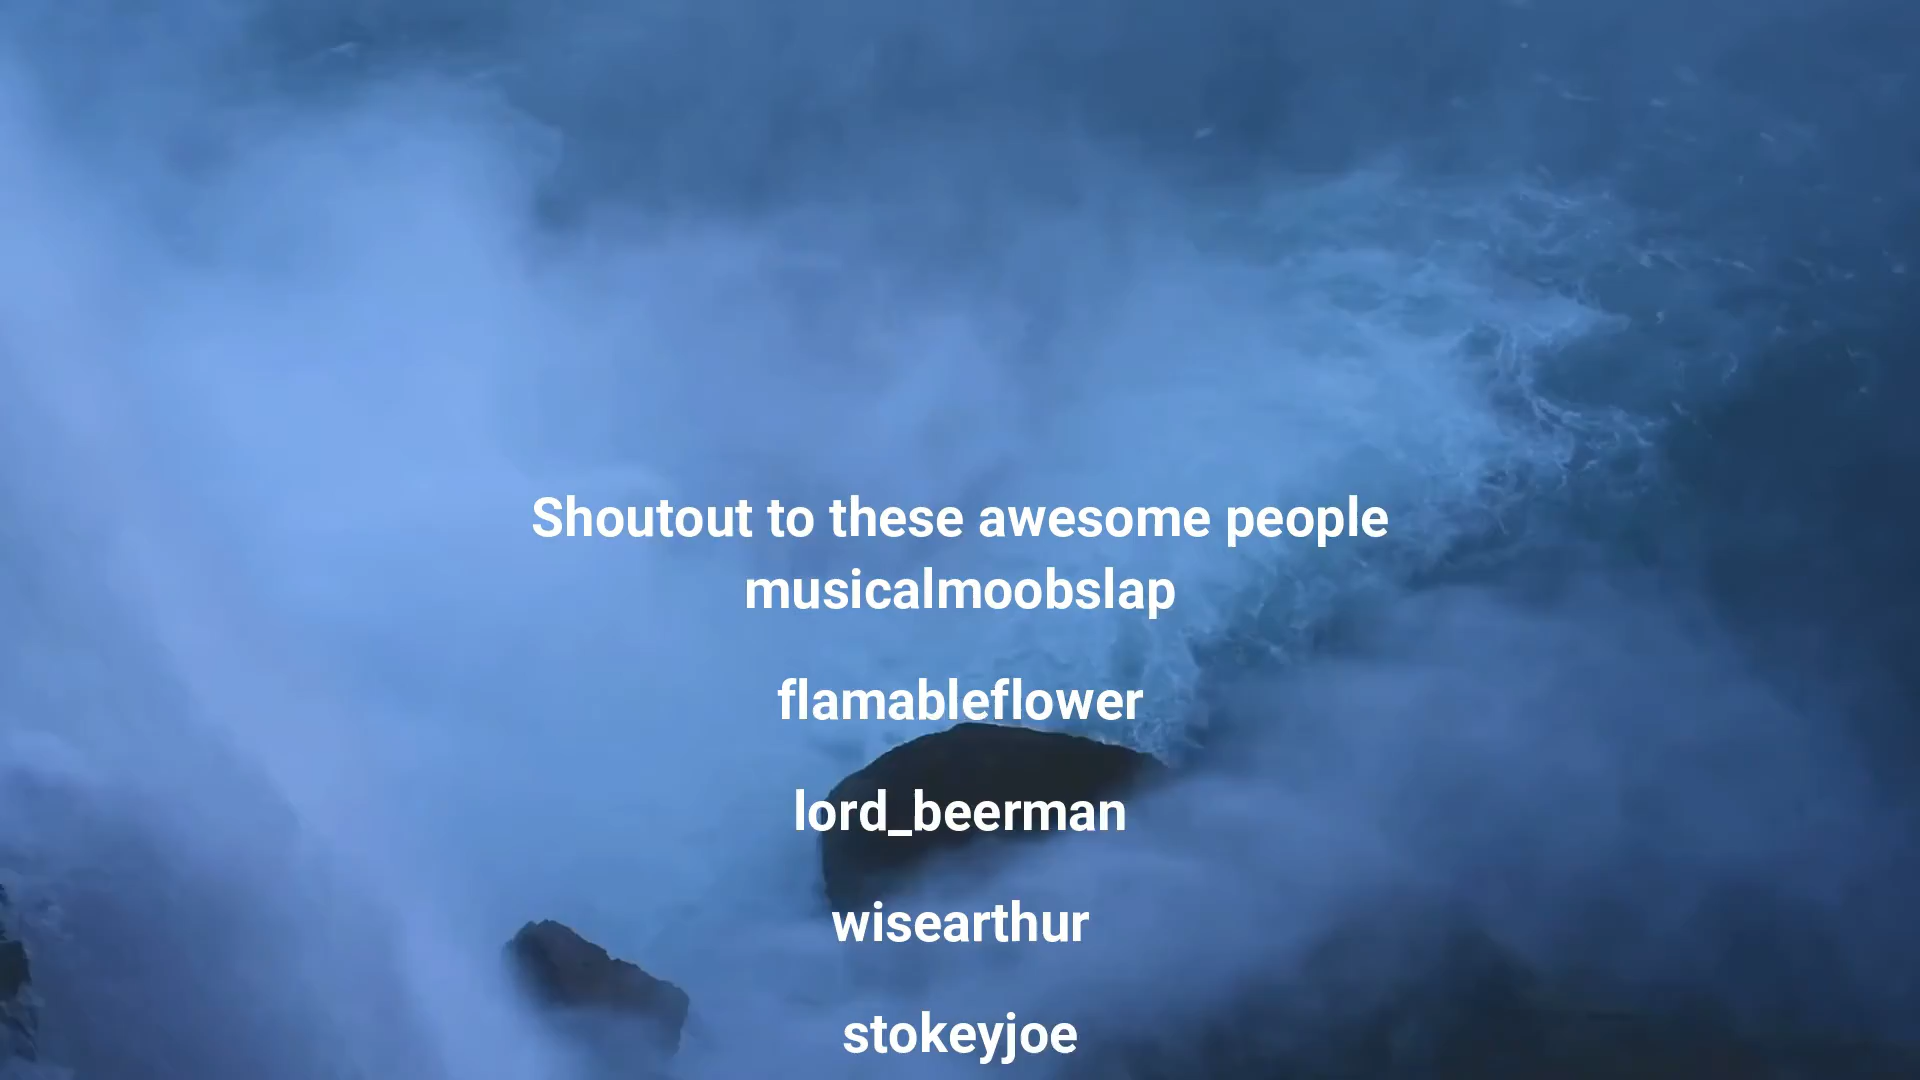 Shoutout to these awesome people
musicalmoobslap
flamableflower
lord_beerman
wisearthur
stokeyjoe